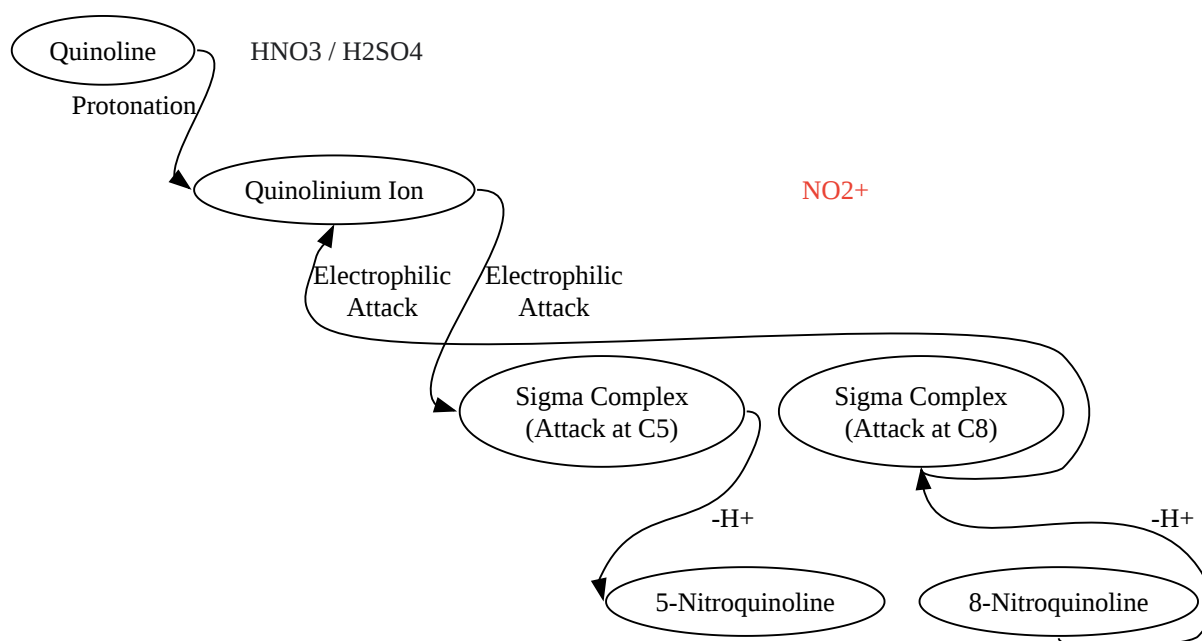 Quinoline
HNO3 / H2SO4
Protonation
Quinolinium Ion
NO2+
Electrophilic
Attack
Electrophilic
Attack
Sigma Complex
(Attack at C5)
Sigma Complex
(Attack at C8)
-H+
-H+
5-Nitroquinoline
8-Nitroquinoline